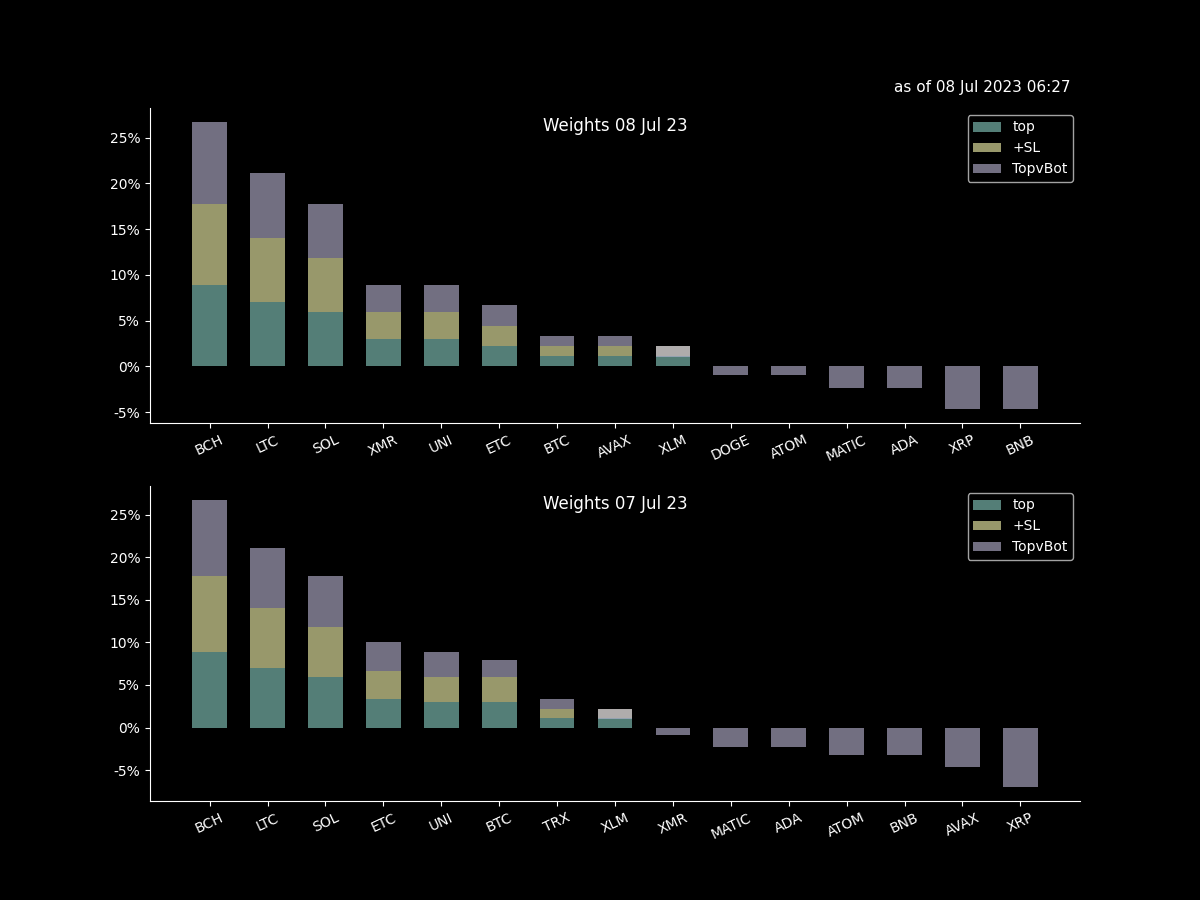 as of 08 Jul 2023 06:27
Weights 08 Jul 23
top
+SL
TopvBot
25%
20%
15%
10%
5%
0%
-5%
BCH LTC SOL XMR UNI ETC BTC AVAX XLM DOGE ATOM MATIC ADA XRP BNB
Weights 07 Jul 23
top
+SL
TopvBot
25%
20%
15%
10%
5%
0%
-5%
BCH LTC SOL ETC UNI BTC TRX XLM XMR MATIC ADA ATOM BNB AVAX XRP